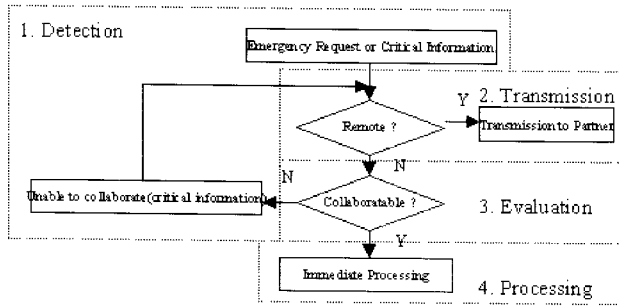 1. Detection
Emergency Request or Critical Information
Y
2. Transmission
Remote ?
Transmission to Partner
N
N
Unable to collaborate(critical information)
Collaboratable ?
3. Evaluation
Y
Immediate Processing
4. Processing